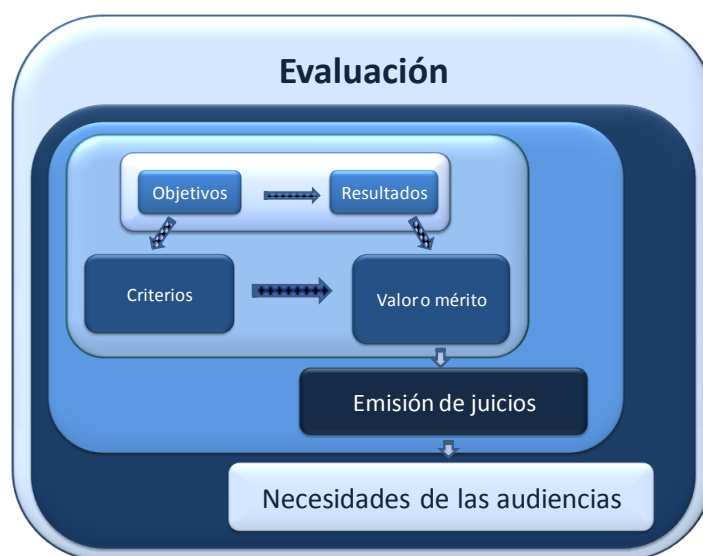 Evaluación
Objetivos
Resultados
Criterios
Valor o mérito
Emisión de juicios
Necesidades de las audiencias